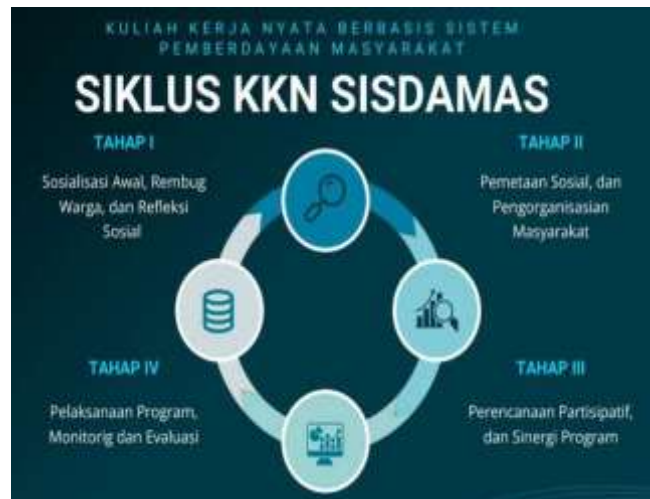 KULIAH KERJA NYATA BERBASIS SISTEM
PEMBERDAYAAN MASYARAKAT
SIKLUS KKN SISDAMAS
TAHAP I
Sosialisasi Awal, Rembug
Warga, dan Refleksi
Sosial
TAHAP II
Pemetaan Sosial, dan
Pengorganisasian
Masyarakat
TAHAP IV
Pelaksanaan Program,
Monitorig dan Evaluasi
TAHAP III
Perencanaan Partisipatif,
dan Sinergi Program